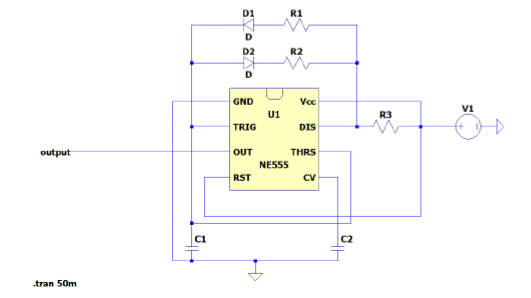 D1 R1
D
D2 R2
D
GND Vcc
U1
R3 V1
TRIG DIS
output OUT THRS
NE555
RST CV
C1 C2
.tran 50m